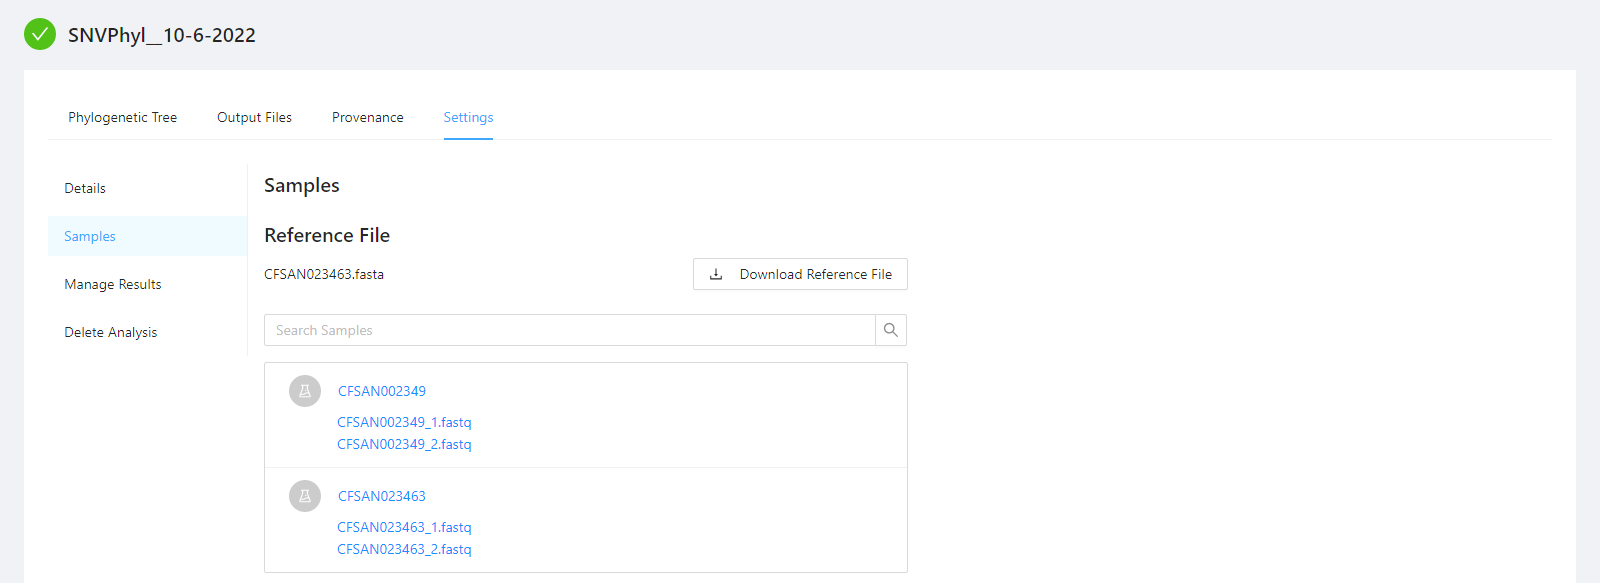 SNVPhyl__10-6-2022
Phylogenetic Tree
Output Files
Provenance
Settings
Details
Samples
Manage Results
Delete Analysis
Samples
Reference File
CFSAN023463.fasta
Download Reference File
Search Samples
CFSAN002349
CFSAN002349_1.fastq
CFSAN002349_2.fastq
CFSAN023463
CFSAN023463_1.fastq
CFSAN023463_2.fastq